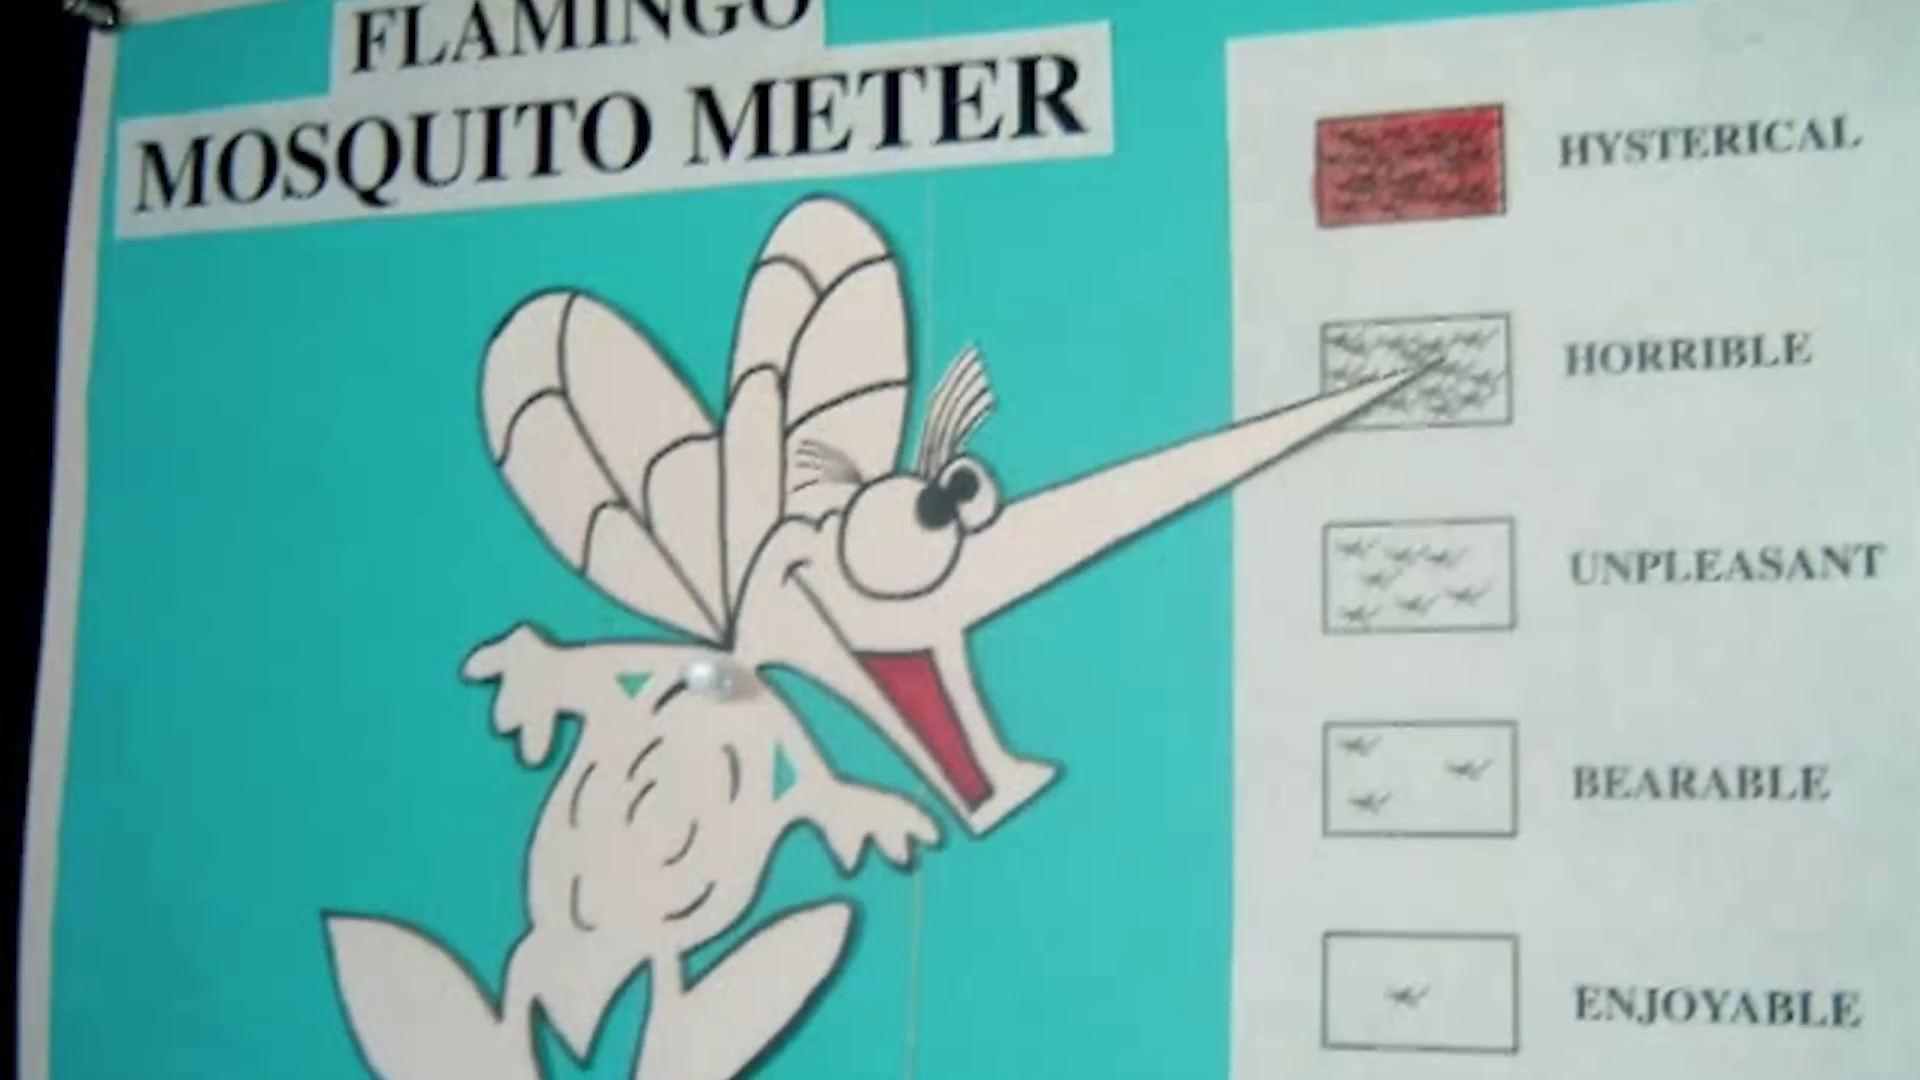 FLAMINGO
MOSQUITO METER
HYSTERICAL
HORRIBLE
UNPLEASANT
BEARABLE
ENJOYABLE